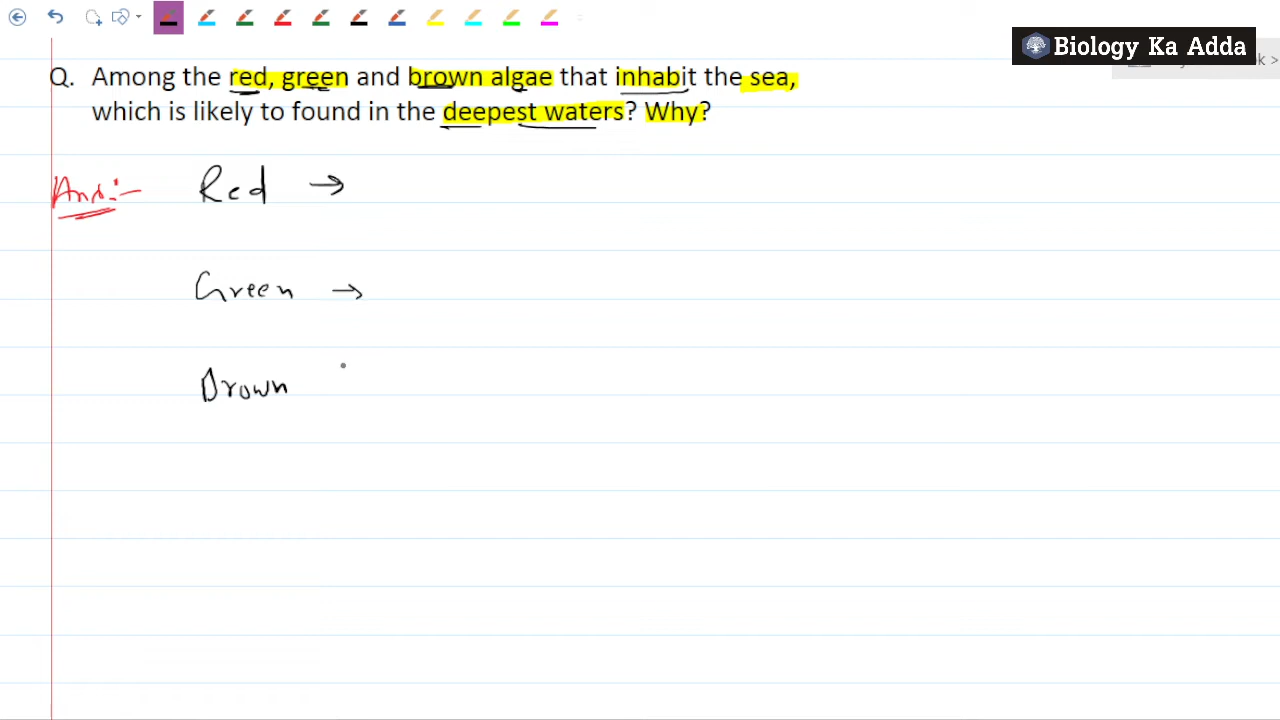 Biology Ka Adda
Q. Among the red, green and brown algae that inhabit the sea,
which is likely to found in the deepest waters? Why?
Ans:-
Red →
Green →
Brown